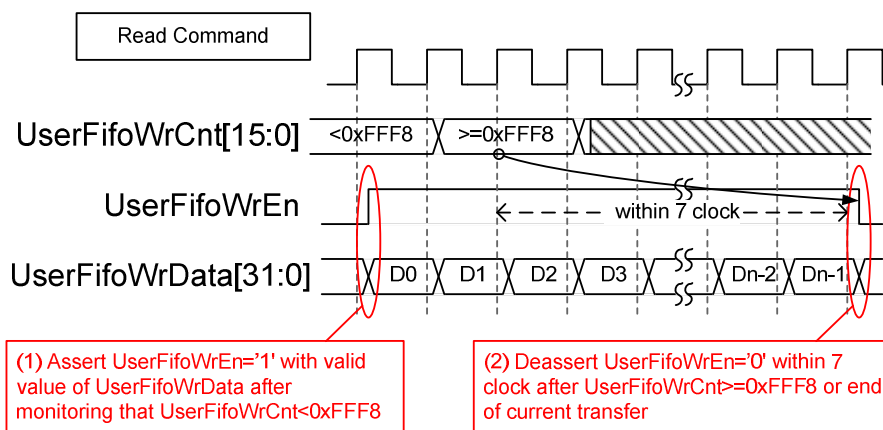 Read Command
UserFifoWrCnt[15:0]
<0xFFF8
>=0xFFF8
UserFifoWrEn
within 7 clock
UserFifoWrData[31:0]
D0
D1
D2
D3
Dn-2
Dn-1
(1) Assert UserFifoWrEn='1' with valid
value of UserFifoWrData after
monitoring that UserFifoWrCnt<0xFFF8
(2) Deassert UserFifoWrEn='0' within 7
clock after UserFifoWrCnt>=0xFFF8 or end
of current transfer